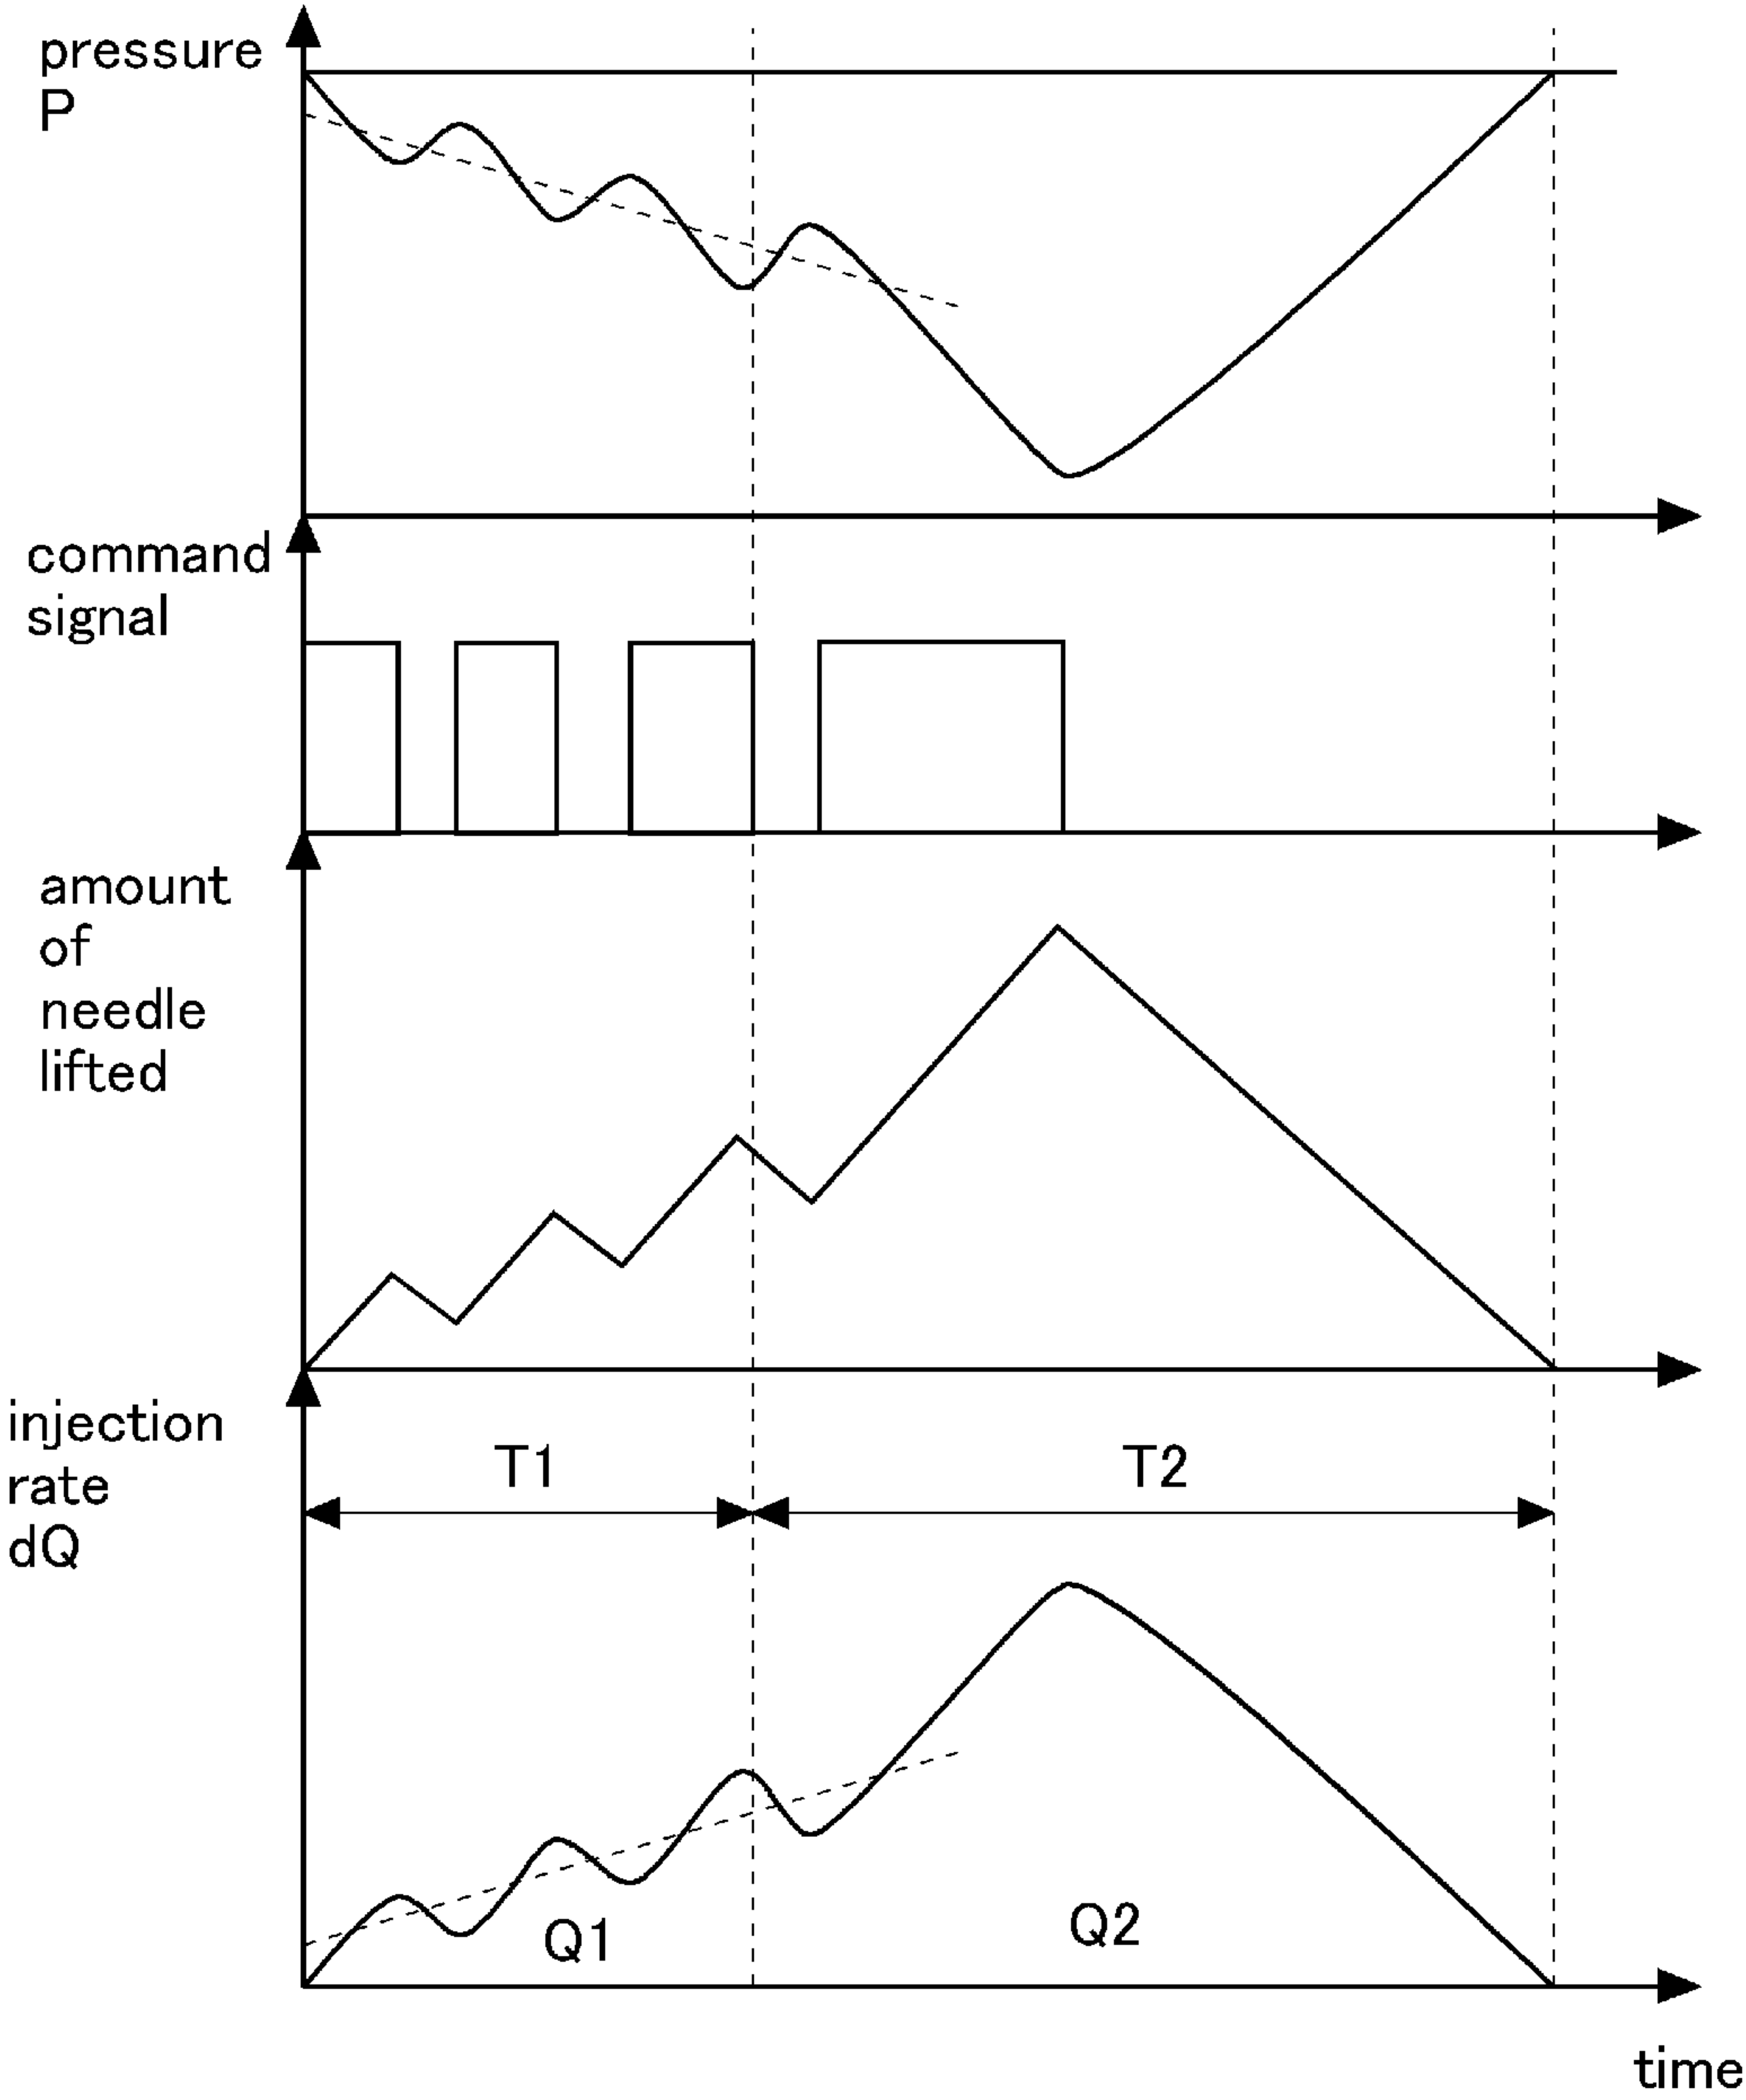 pressure
P
command
signal
amount
of
needle
lifted
injection
rate
dQ
T1
T2
Q1
Q2
time